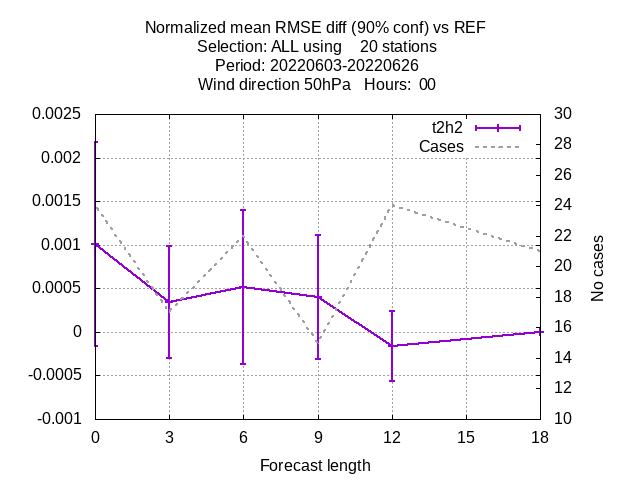 Normalized mean RMSE diff (90% conf) vs REF
Selection: ALL using    20 stations
Period: 20220603-20220626
Wind direction 50hPa   Hours:  00
t2h2
Cases
0.0025
0.002
0.0015
0.001
0.0005
0
-0.0005
-0.001
30
28
26
24
22
20
18
16
14
12
10
No cases
0 3 6 9 12 15 18
Forecast length